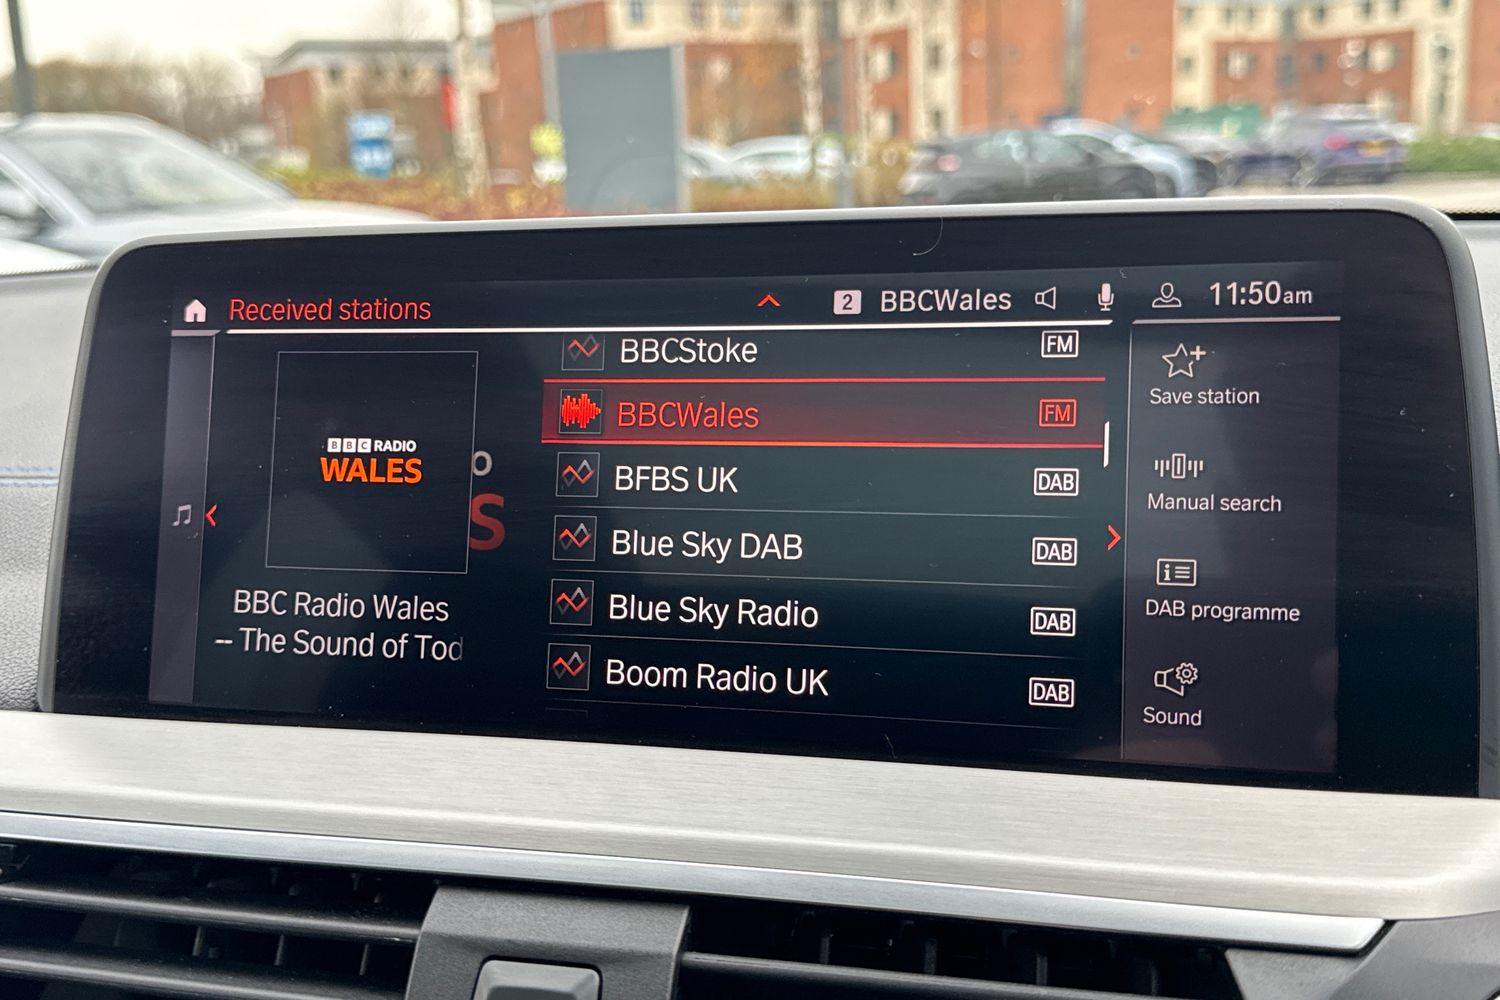 Received stations
2 BBCWales
11:50am
BBC RADIO
WALES
O
S
BBC Radio Wales
-- The Sound of Tod
BBCStoke FM
BBCWales FM
BFBS UK DAB
Blue Sky DAB DAB
Blue Sky Radio DAB
Boom Radio UK DAB
Save station
Manual search
DAB programme
Sound